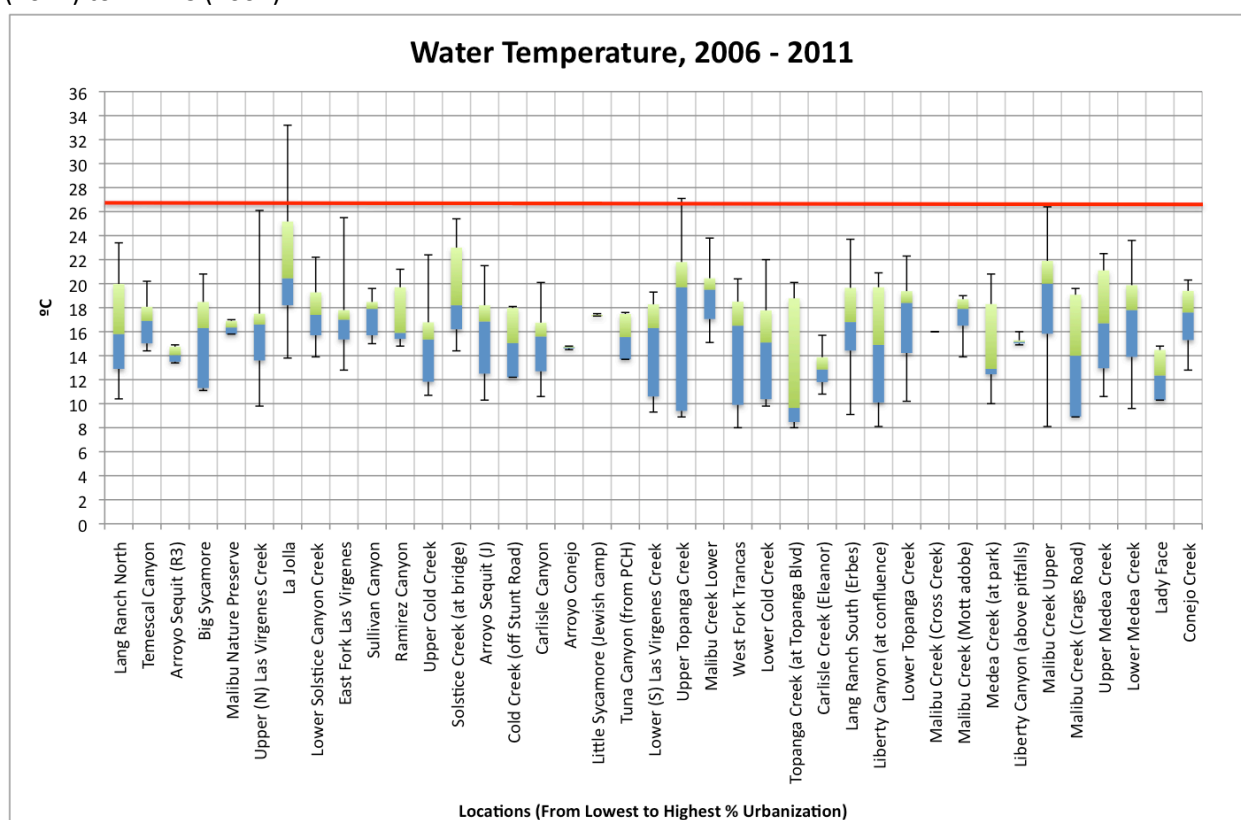 Water Temperature, 2006 - 2011
36
34
32
30
28
26
24
22
20
18
16
14
12
10
8
6
4
2
0
ºC
Lang Ranch North
Temescal Canyon
Arroyo Sequit (R3)
Big Sycamore
Malibu Nature Preserve
Upper (N) Las Virgenes Creek
La Jolla
Lower Solstice Canyon Creek
East Fork Las Virgenes
Sullivan Canyon
Ramirez Canyon
Upper Cold Creek
Solstice Creek (at bridge)
Arroyo Sequit (J)
Cold Creek (off Stunt Road)
Carlisle Canyon
Arroyo Conejo
Little Sycamore (Jewish camp)
Tuna Canyon (from PCH)
Lower (S) Las Virgenes Creek
Upper Topanga Creek
Malibu Creek Lower
West Fork Trancas
Lower Cold Creek
Topanga Creek (at Topanga Blvd)
Carlisle Creek (Eleanor)
Lang Ranch South (Erbes)
Liberty Canyon (at confluence)
Lower Topanga Creek
Malibu Creek (Cross Creek)
Malibu Creek (Mott adobe)
Medea Creek (at park)
Liberty Canyon (above pitfalls)
Malibu Creek Upper
Malibu Creek (Crags Road)
Upper Medea Creek
Lower Medea Creek
Lady Face
Conejo Creek
Locations (From Lowest to Highest % Urbanization)